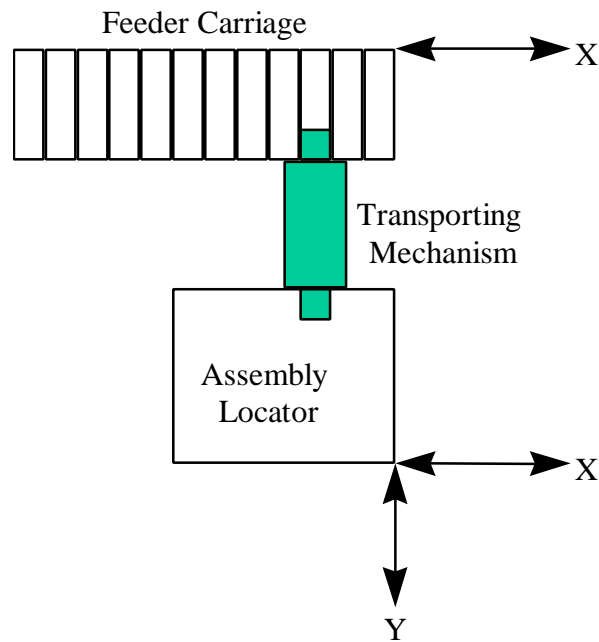 Feeder Carriage
X
Transporting
Mechanism
Assembly
Locator
X
Y